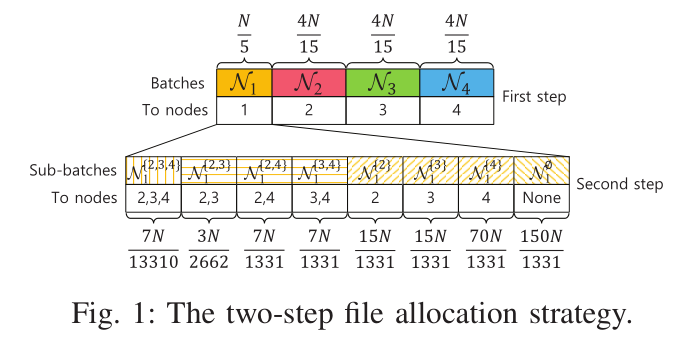 N/5 4N/15 4N/15 4N/15
Batches 𝒩₁ 𝒩₂ 𝒩₃ 𝒩₄ First step
To nodes 1 2 3 4
Sub-batches 𝒩₁^{2,3,4} 𝒩₁^{2,3} 𝒩₁^{2,4} 𝒩₁^{3,4} 𝒩₁^{2} 𝒩₁^{3} 𝒩₁^{4} 𝒩₁^∅ Second step
To nodes 2,3,4 2,3 2,4 3,4 2 3 4 None
7N/13310 3N/2662 7N/1331 7N/1331 15N/1331 15N/1331 70N/1331 150N/1331
Fig. 1: The two-step file allocation strategy.